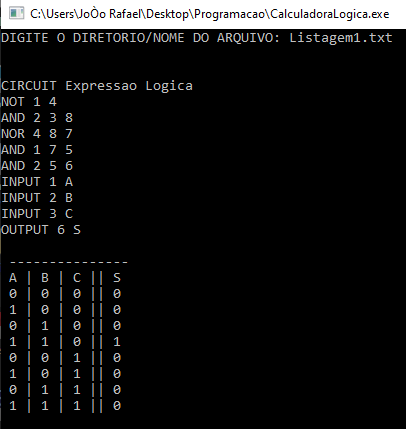 C:\Users\JoÒo Rafael\Desktop\Programacao\CalculadoraLogica.exe
DIGITE O DIRETORIO/NOME DO ARQUIVO: Listagem1.txt
CIRCUIT Expressao Logica
NOT 1 4
AND 2 3 8
NOR 4 8 7
AND 1 7 5
AND 2 5 6
INPUT 1 A
INPUT 2 B
INPUT 3 C
OUTPUT 6 S
---------------
A | B | C || S
0 | 0 | 0 || 0
1 | 0 | 0 || 0
0 | 1 | 0 || 0
1 | 1 | 0 || 1
0 | 0 | 1 || 0
1 | 0 | 1 || 0
0 | 1 | 1 || 0
1 | 1 | 1 || 0